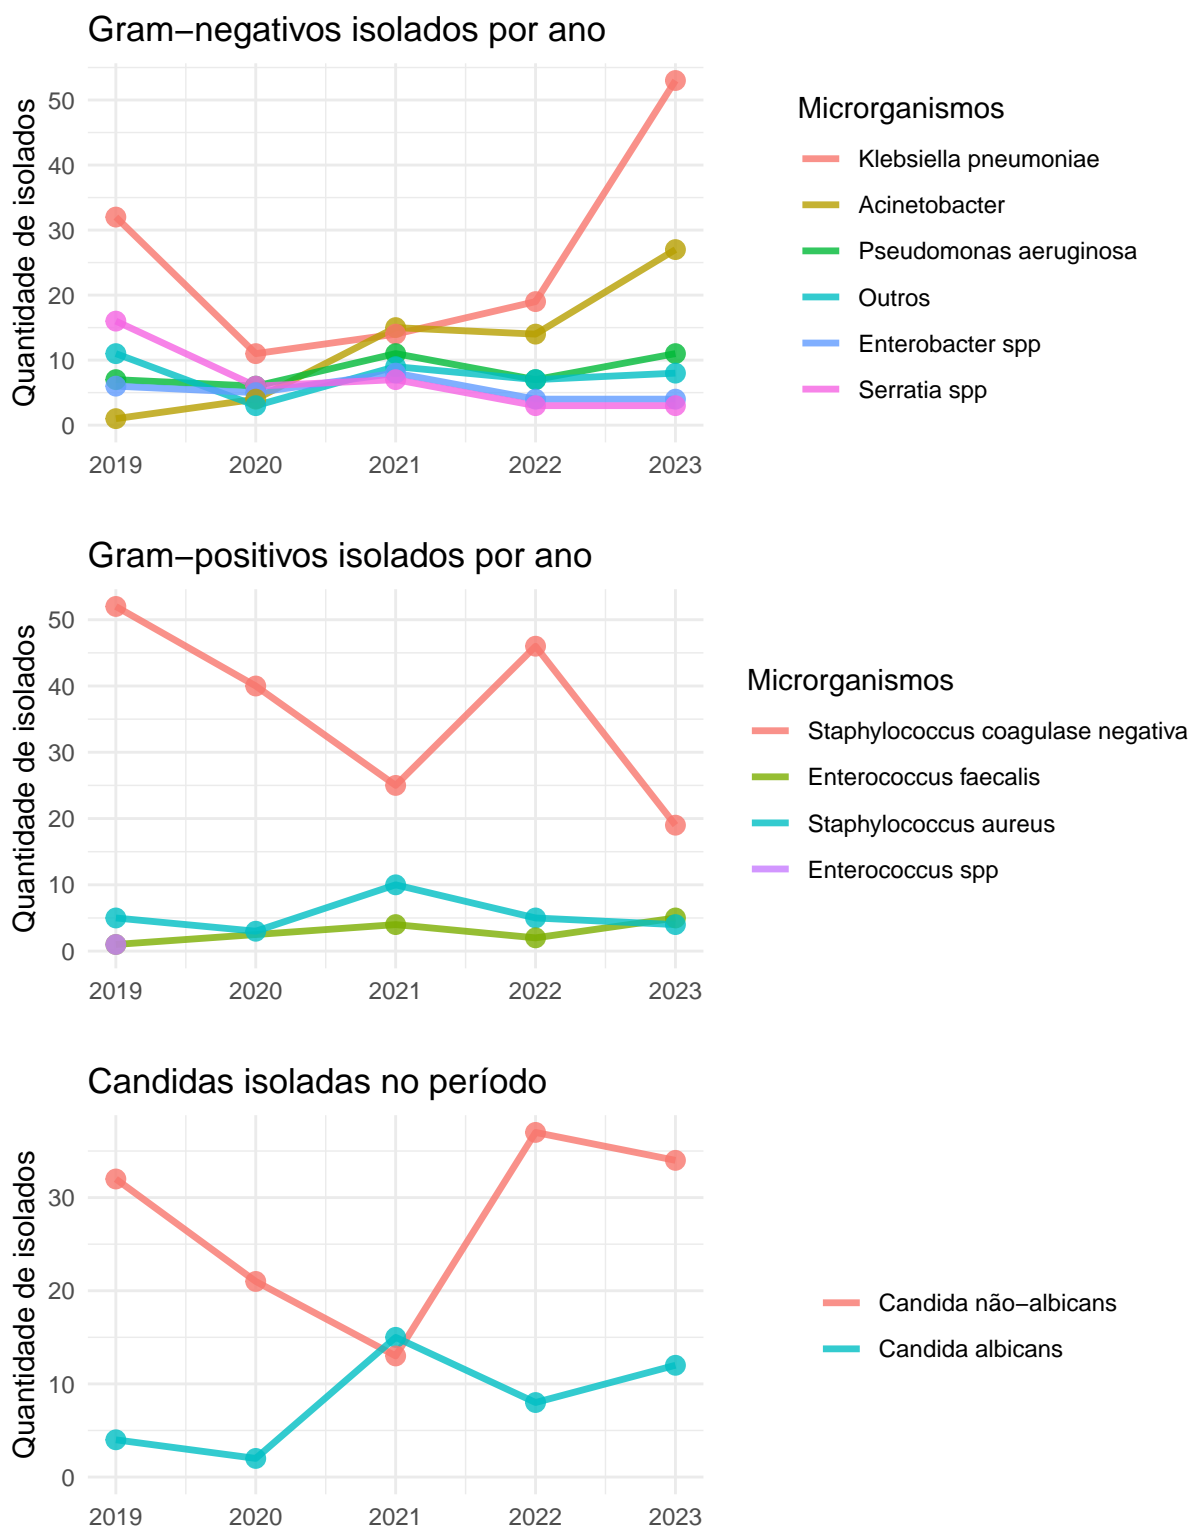 Gram−negativos isolados por ano
Quantidade de isolados
50
40
30
20
10
0
2019 2020 2021 2022 2023
Microrganismos
Klebsiella pneumoniae
Acinetobacter
Pseudomonas aeruginosa
Outros
Enterobacter spp
Serratia spp
Gram−positivos isolados por ano
Quantidade de isolados
50
40
30
20
10
0
2019 2020 2021 2022 2023
Microrganismos
Staphylococcus coagulase negativa
Enterococcus faecalis
Staphylococcus aureus
Enterococcus spp
Candidas isoladas no período
Quantidade de isolados
30
20
10
0
2019 2020 2021 2022 2023
Candida não−albicans
Candida albicans